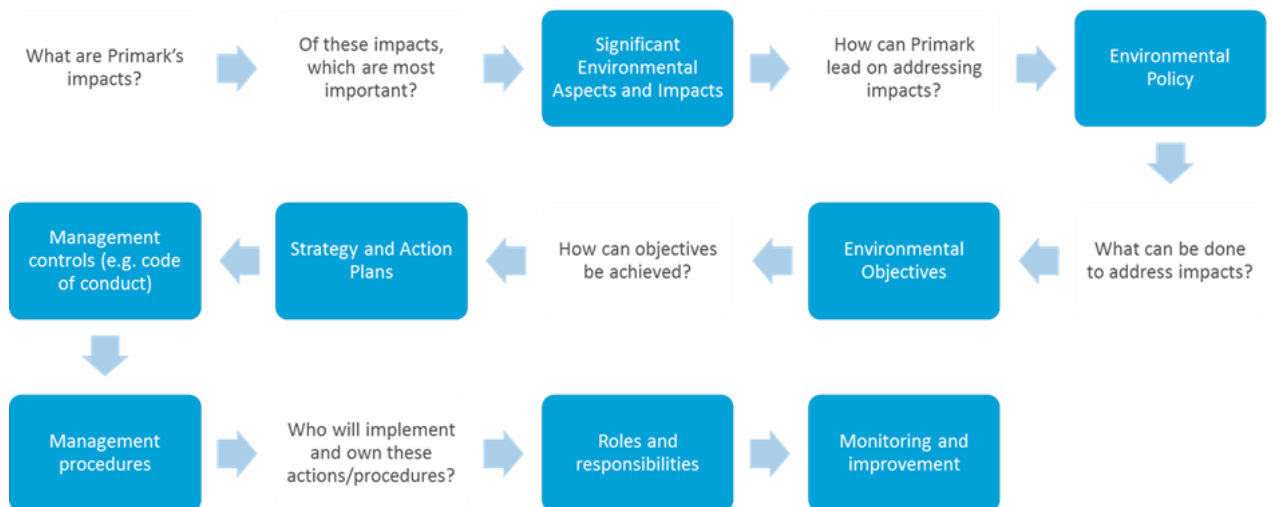 What are Primark's
impacts?
Of these impacts,
which are most
important?
Significant
Environmental
Aspects and Impacts
How can Primark
lead on addressing
impacts?
Environmental
Policy
What can be done
to address impacts?
Environmental
Objectives
How can objectives
be achieved?
Strategy and Action
Plans
Management
controls (e.g. code
of conduct)
Management
procedures
Who will implement
and own these
actions/procedures?
Roles and
responsibilities
Monitoring and
improvement